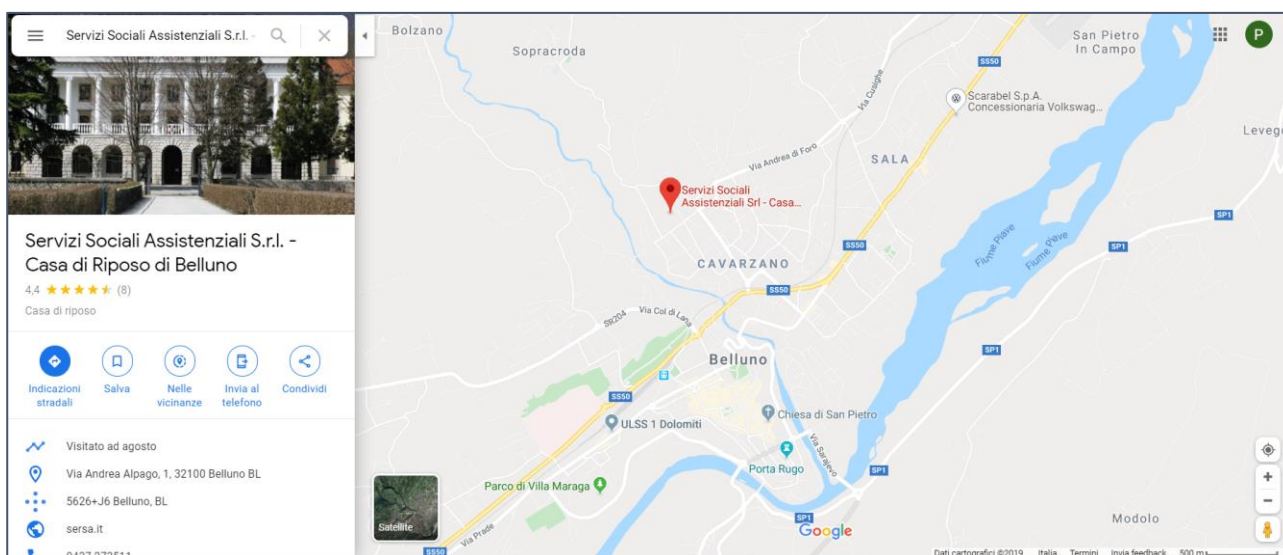 Servizi Sociali Assistenziali S.r.l. -
Servizi Sociali Assistenziali S.r.l. -
Casa di Riposo di Belluno
4,4 (8)
Casa di riposo
Indicazioni
stradali
Salva
Nelle
vicinanze
Invia al
telefono
Condividi
Visitato ad agosto
Via Andrea Alpago, 1, 32100 Belluno BL
5626+J6 Belluno, BL
sersa.it
0437 273511
Bolzano
Sopracroda
San Pietro
In Campo
P
SS50
Scarabel S.p.A.
Concessionaria Volkswag...
Via Cusighe
Levego
Via Andrea di Foro
SALA
Servizi Sociali
Assistenziali Srl - Casa...
SP1
Fiume Piave
Fiume Piave
SP1
SS50
CAVARZANO
SS50
Via Col di Lana
SR204
SP1
Belluno
SS50
Chiesa di San Pietro
ULSS 1 Dolomiti
Via Sarajevo
Porta Rugo
SP1
Parco di Villa Maraga
Satellite
SP1
Google
Modolo
Via Prade
SS50
Dati cartografici ©2019 Italia Termini Invia feedback 500 m